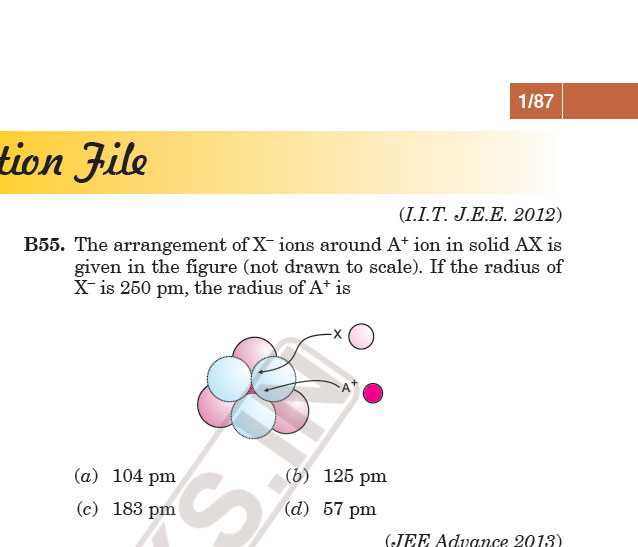 1/87
tion File
(I.I.T. J.E.E. 2012)
B55. The arrangement of X⁻ ions around A⁺ ion in solid AX is
given in the figure (not drawn to scale). If the radius of
X⁻ is 250 pm, the radius of A⁺ is
X
A⁺
(a) 104 pm (b) 125 pm
(c) 183 pm (d) 57 pm
(JEE Advance 2013)
KS.IN